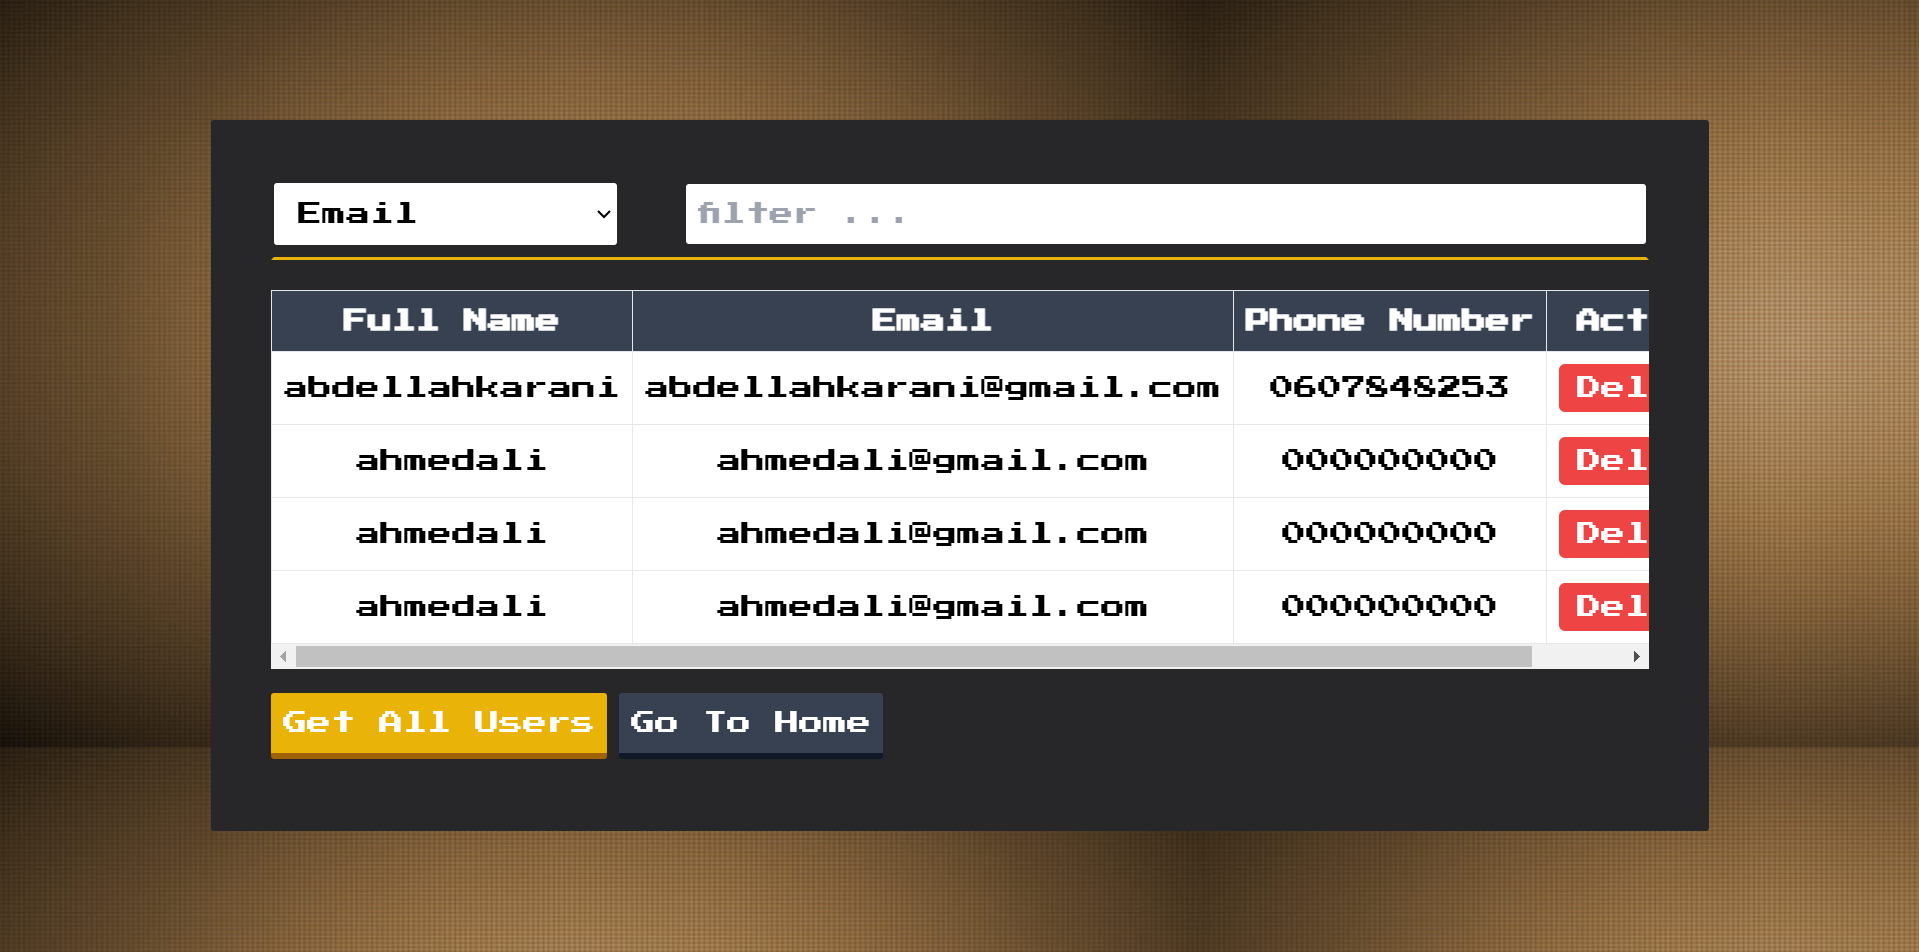 Email filter ...
Full Name Email Phone Number Act
abdellahkarani abdellahkarani@gmail.com 0607848253 Del
ahmedali ahmedali@gmail.com 000000000 Del
ahmedali ahmedali@gmail.com 000000000 Del
ahmedali ahmedali@gmail.com 000000000 Del
Get All Users Go To Home